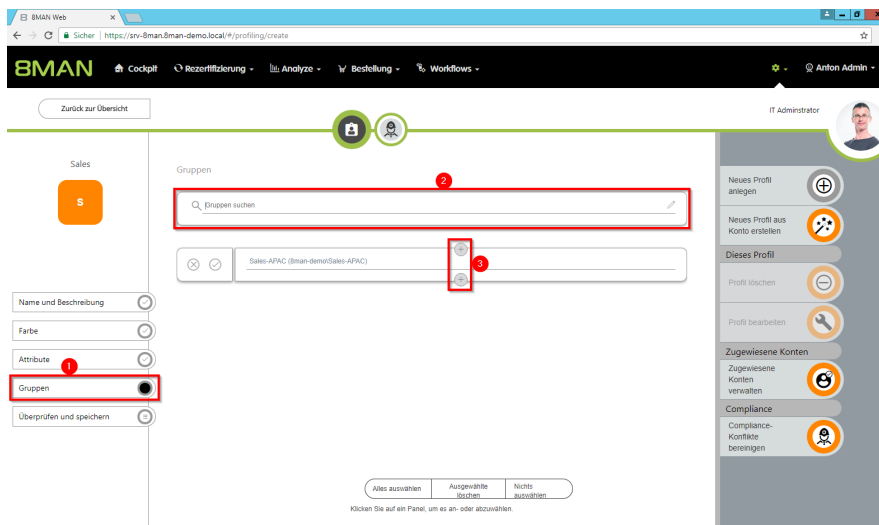 8MAN Web
Sicher | https://srv-8man.8man-demo.local/#/profiling/create
8MAN Cockpit Rezertifizierung Analyze Bestellung Workflows Anton Admin
Zurück zur Übersicht
IT Adminstrator
Sales
S
Gruppen
2
Gruppen suchen
Sales-APAC (8man-demo\Sales-APAC)
3
Name und Beschreibung
Farbe
Attribute
1
Gruppen
Überprüfen und speichern
Neues Profil
anlegen
Neues Profil aus
Konto erstellen
Dieses Profil
Profil löschen
Profil bearbeiten
Zugewiesene Konten
Zugewiesene
Konten
verwalten
Compliance
Compliance-
Konflikte
bereinigen
Alles auswählen
Ausgewählte
löschen
Nichts
auswählen
Klicken Sie auf ein Panel, um es an- oder abzuwählen.